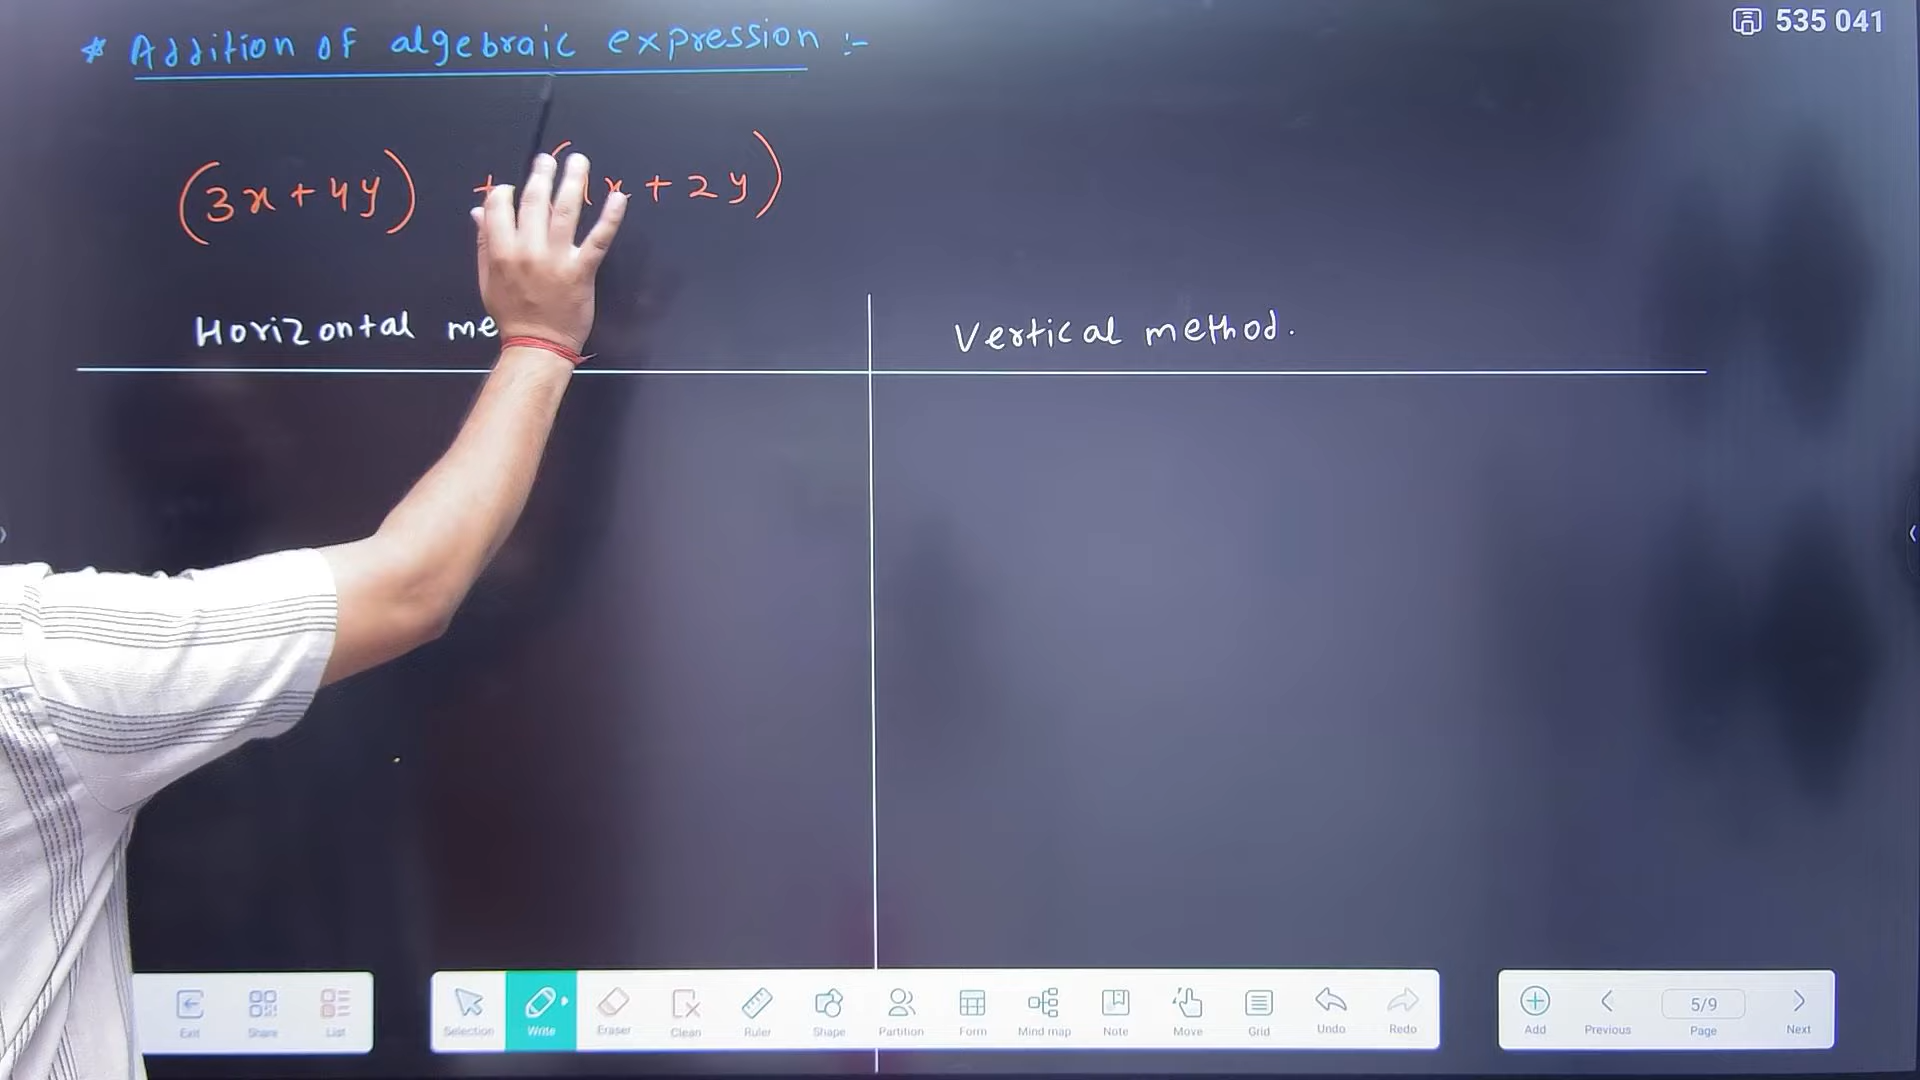 * Addition of algebraic expression :-
535 041
(3x+4y) + ( x+2y)
Horizontal me
Vertical method.
Exit
Share
List
Selection
Write
Eraser
Clean
Ruler
Shape
Partition
Form
Mind map
Note
Move
Grid
Undo
Redo
Add
Previous
5/9
Page
Next